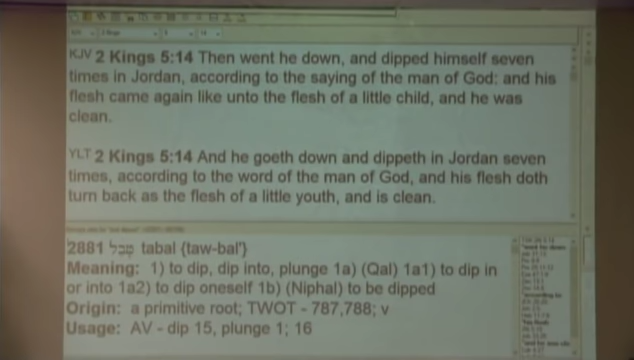 KJV 2 Kings 5:14 Then went he down, and dipped himself seven
times in Jordan, according to the saying of the man of God: and his
flesh came again like unto the flesh of a little child, and he was
clean.
YLT 2 Kings 5:14 And he goeth down and dippeth in Jordan seven
times, according to the word of the man of God, and his flesh doth
turn back as the flesh of a little youth, and is clean.
2881 טָבַל tabal {taw-bal'}
Meaning: 1) to dip, dip into, plunge 1a) (Qal) 1a1) to dip in
or into 1a2) to dip oneself 1b) (Niphal) to be dipped
Origin: a primitive root; TWOT - 787,788; v
Usage: AV - dip 15, plunge 1; 16